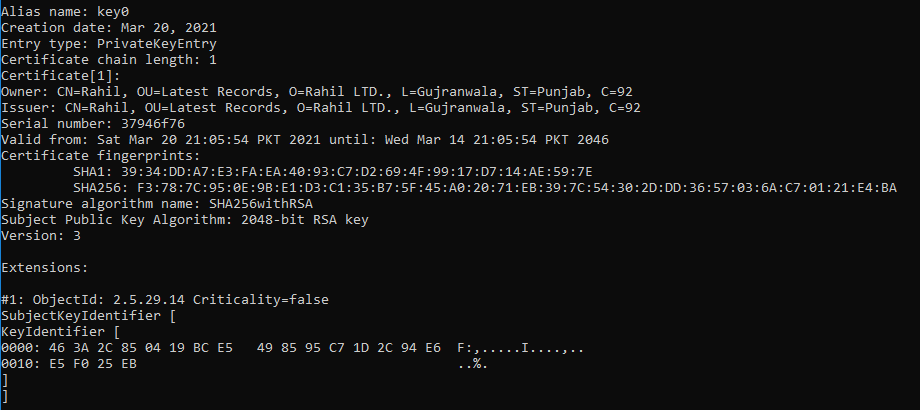 Alias name: key0
Creation date: Mar 20, 2021
Entry type: PrivateKeyEntry
Certificate chain length: 1
Certificate[1]:
Owner: CN=Rahil, OU=Latest Records, O=Rahil LTD., L=Gujranwala, ST=Punjab, C=92
Issuer: CN=Rahil, OU=Latest Records, O=Rahil LTD., L=Gujranwala, ST=Punjab, C=92
Serial number: 37946f76
Valid from: Sat Mar 20 21:05:54 PKT 2021 until: Wed Mar 14 21:05:54 PKT 2046
Certificate fingerprints:
SHA1: 39:34:DD:A7:E3:FA:EA:40:93:C7:D2:69:4F:99:17:D7:14:AE:59:7E
SHA256: F3:78:7C:95:0E:9B:E1:D3:C1:35:B7:5F:45:A0:20:71:EB:39:7C:54:30:2D:DD:36:57:03:6A:C7:01:21:E4:BA
Signature algorithm name: SHA256withRSA
Subject Public Key Algorithm: 2048-bit RSA key
Version: 3
Extensions:
#1: ObjectId: 2.5.29.14 Criticality=false
SubjectKeyIdentifier [
KeyIdentifier [
0000: 46 3A 2C 85 04 19 BC E5   49 85 95 C7 1D 2C 94 E6  F:,.....I....,..
0010: E5 F0 25 EB                                        ..%.
]
]